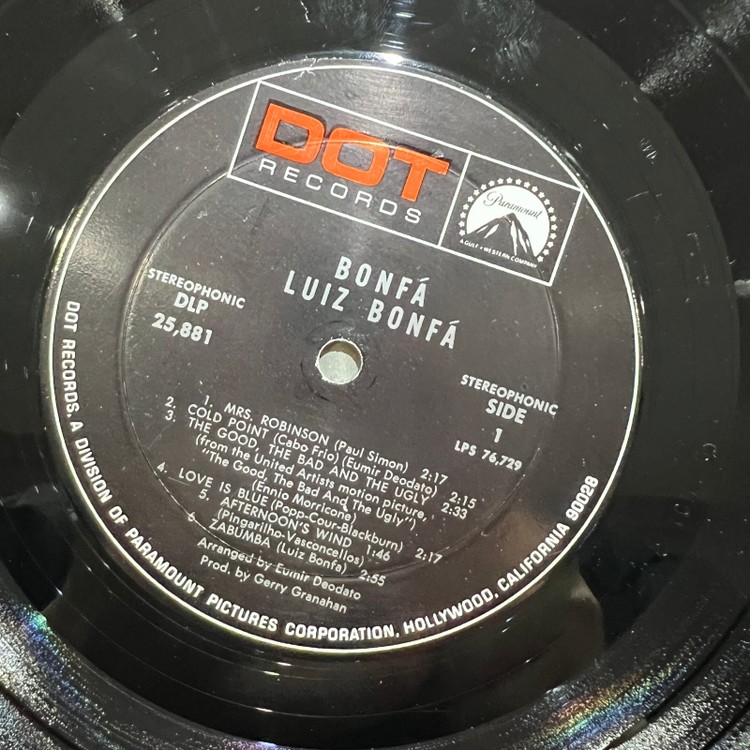 DOT
RECORDS
Paramount
A GULF + WESTERN COMPANY
BONFÁ
LUIZ BONFÁ
STEREOPHONIC
DLP
25,881
STEREOPHONIC
SIDE
1
LPS 76,729
1. MRS. ROBINSON (Paul Simon) 2:17
2. COLD POINT (Cabo Frio) (Eumir Deodato) 2:15
3. THE GOOD, THE BAD AND THE UGLY 2:33
(from the United Artists motion picture,
"The Good, The Bad And The Ugly")
(Ennio Morricone)
4. LOVE IS BLUE (Popp-Cour-Blackburn) 2:17
5. AFTERNOON'S WIND 1:46
(Pingarilho-Vasconcellos)
6. ZABUMBA (Luiz Bonfa) 2:55
Arranged by Eumir Deodato
Prod. by Gerry Granahan
DOT RECORDS, A DIVISION OF PARAMOUNT PICTURES CORPORATION, HOLLYWOOD, CALIFORNIA 90028